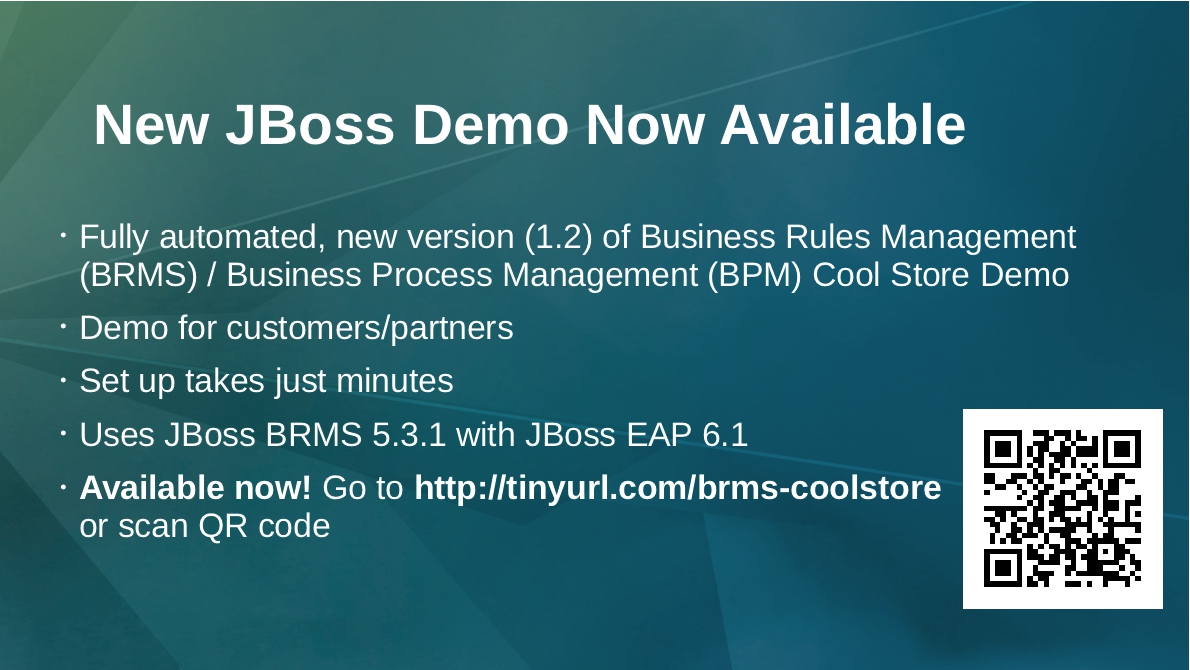 New JBoss Demo Now Available
· Fully automated, new version (1.2) of Business Rules Management
(BRMS) / Business Process Management (BPM) Cool Store Demo
· Demo for customers/partners
· Set up takes just minutes
· Uses JBoss BRMS 5.3.1 with JBoss EAP 6.1
· Available now! Go to http://tinyurl.com/brms-coolstore
or scan QR code